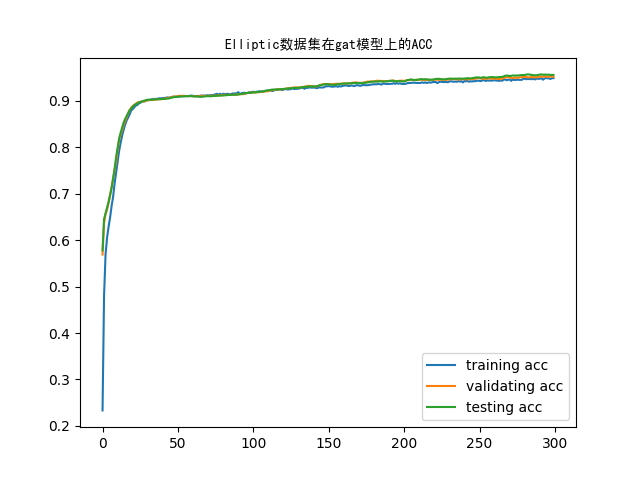 Elliptic数据集在gat模型上的ACC
0.9
0.8
0.7
0.6
0.5
0.4
0.3
0.2
0 50 100 150 200 250 300
training acc
validating acc
testing acc